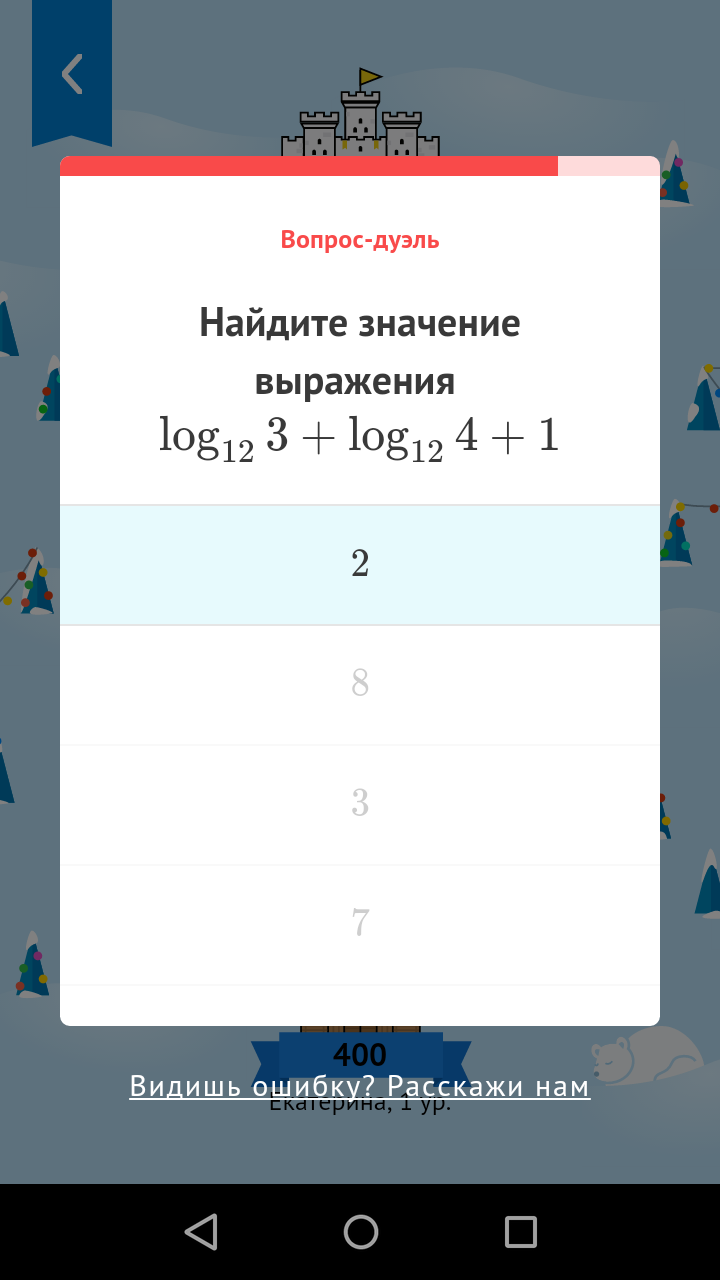 Вопрос-дуэль
Найдите значение
выражения
log₁₂ 3 + log₁₂ 4 + 1
2
8
3
7
400
Видишь ошибку? Расскажи нам
Екатерина, 1 ур.